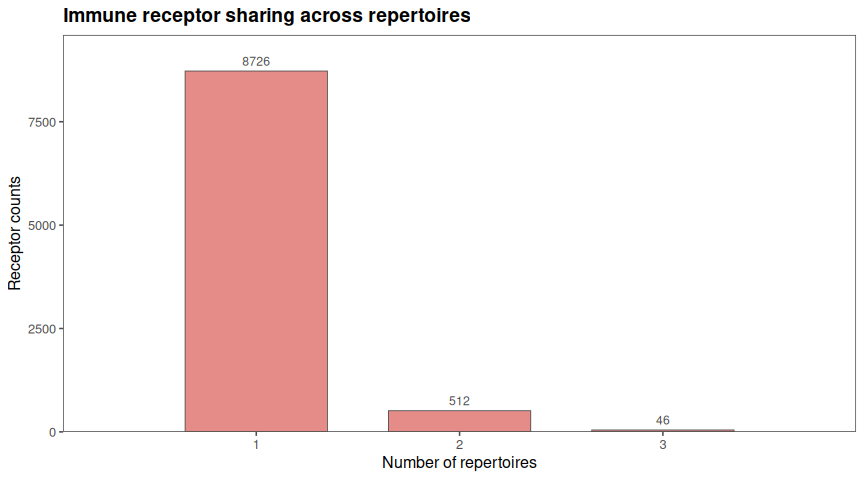 Immune receptor sharing across repertoires
8726
7500
Receptor counts
5000
2500
512
46
0
1 2 3
Number of repertoires